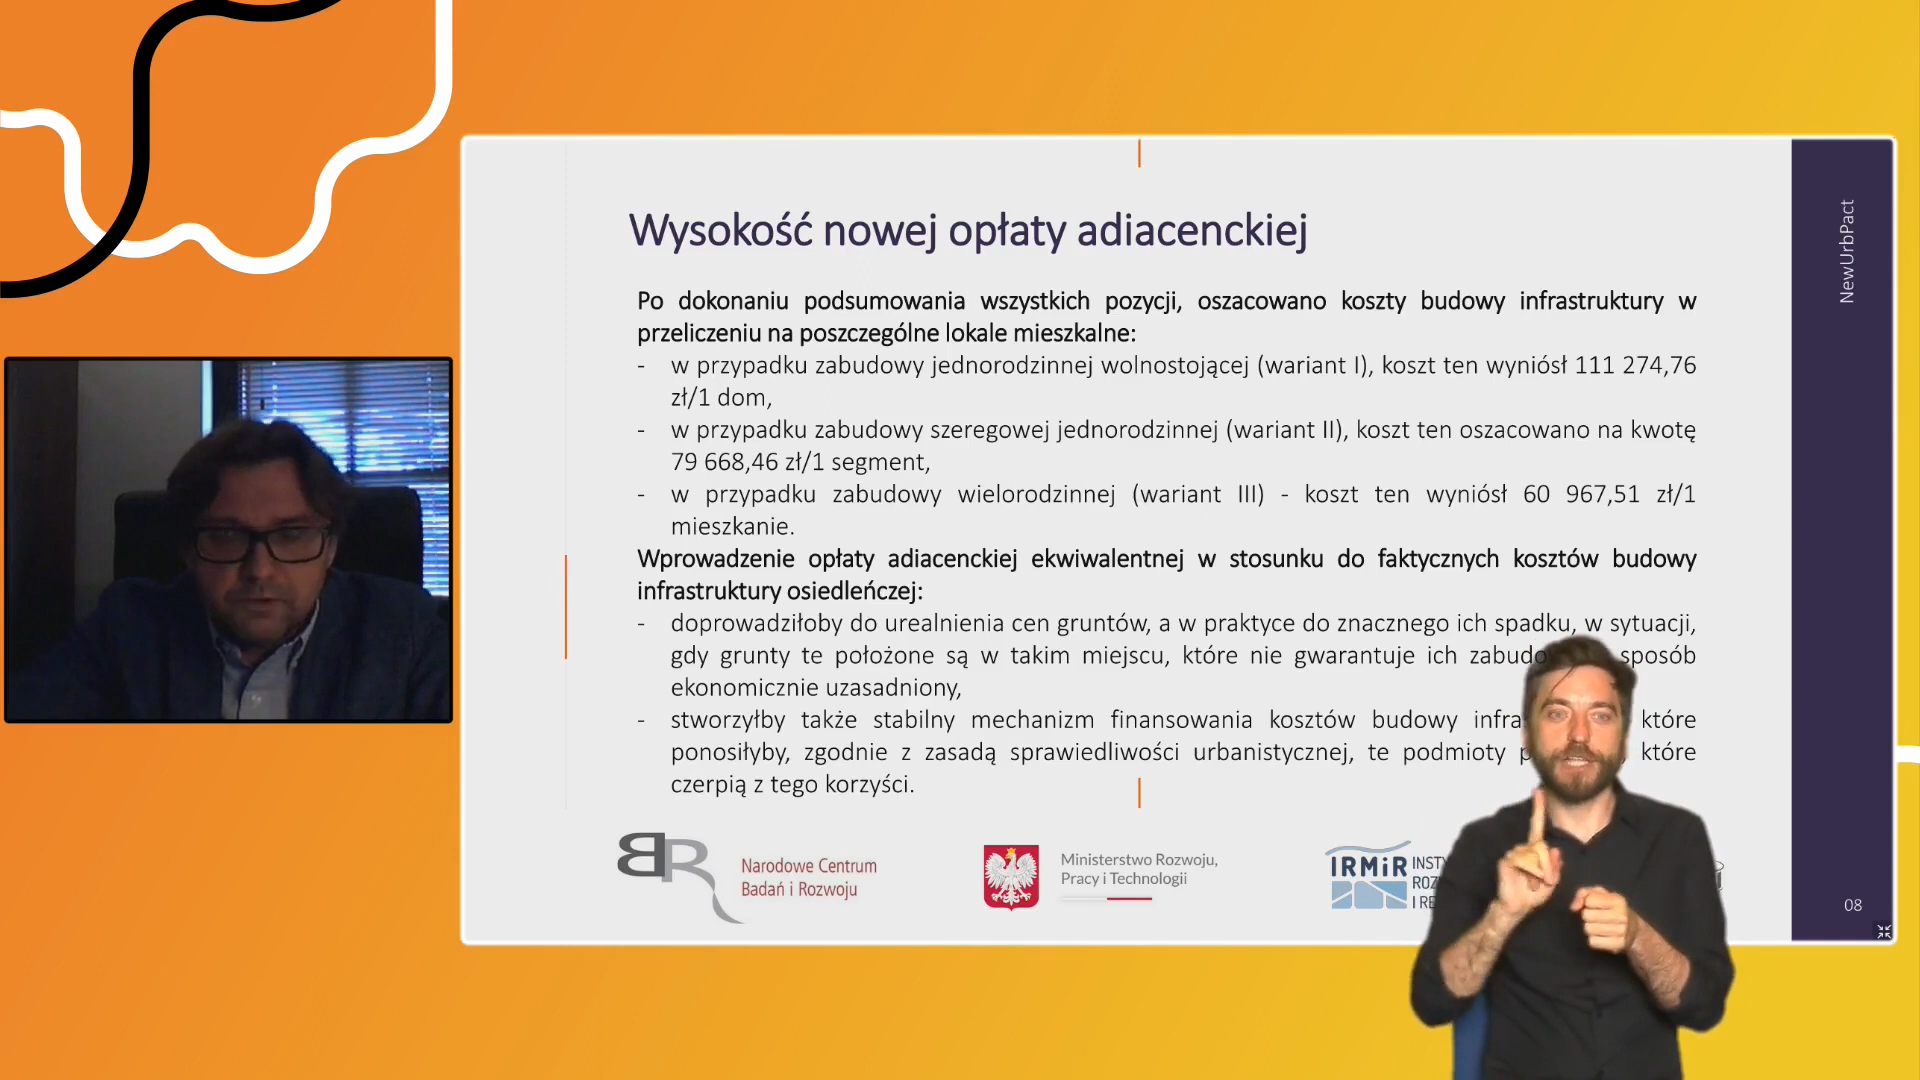 Wysokość nowej opłaty adiacenckiej
Po dokonaniu podsumowania wszystkich pozycji, oszacowano koszty budowy infrastruktury w
przeliczeniu na poszczególne lokale mieszkalne:
- w przypadku zabudowy jednorodzinnej wolnostojącej (wariant I), koszt ten wyniósł 111 274,76
zł/1 dom,
- w przypadku zabudowy szeregowej jednorodzinnej (wariant II), koszt ten oszacowano na kwotę
79 668,46 zł/1 segment,
- w przypadku zabudowy wielorodzinnej (wariant III) - koszt ten wyniósł 60 967,51 zł/1
mieszkanie.
Wprowadzenie opłaty adiacenckiej ekwiwalentnej w stosunku do faktycznych kosztów budowy
infrastruktury osiedleńczej:
- doprowadziłoby do urealnienia cen gruntów, a w praktyce do znacznego ich spadku, w sytuacji,
gdy grunty te położone są w takim miejscu, które nie gwarantuje ich sposób
ekonomicznie uzasadniony,
- stworzyłby także stabilny mechanizm finansowania kosztów budowy które
ponosiłyby, zgodnie z zasadą sprawiedliwości urbanistycznej, te podmioty które
czerpią z tego korzyści.
NewUrbPact
BR
Narodowe Centrum
Badań i Rozwoju
Ministerstwo Rozwoju,
Pracy i Technologii
IRMiR
08